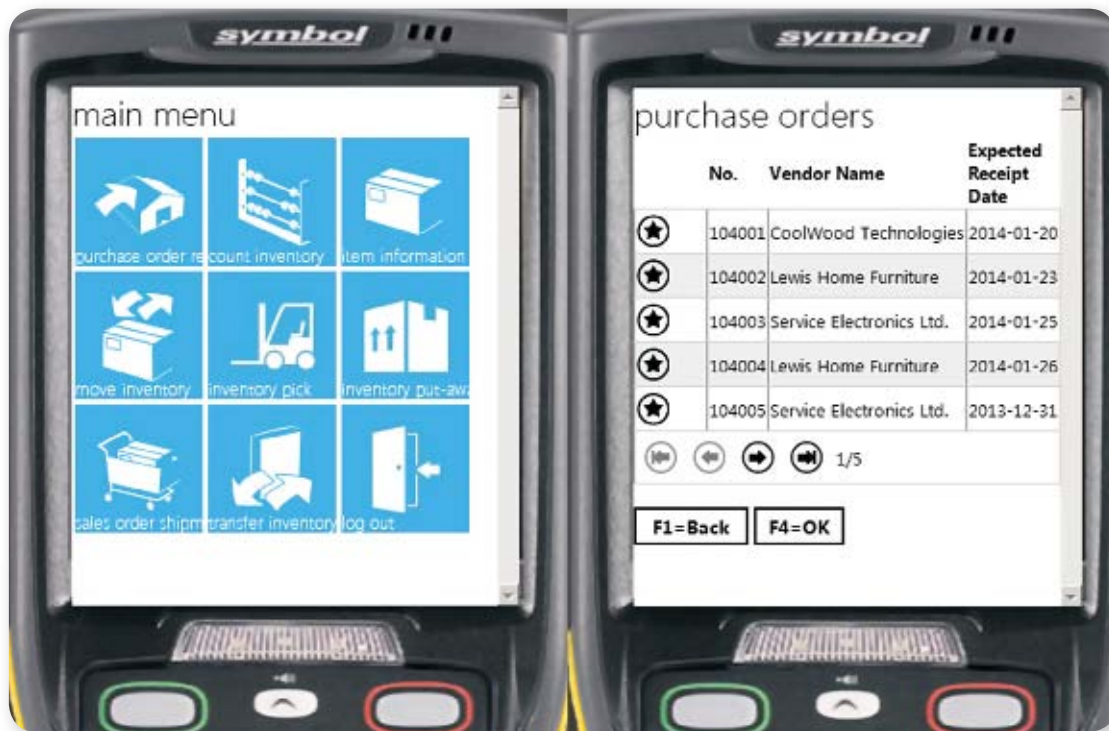 symbol
main menu
purchase order re
count inventory
item information
move inventory
inventory pick
inventory put-awa
sales order shipm
transfer inventory
log out
symbol
purchase orders
No. Vendor Name Expected Receipt Date
104001 CoolWood Technologies 2014-01-20
104002 Lewis Home Furniture 2014-01-23
104003 Service Electronics Ltd. 2014-01-25
104004 Lewis Home Furniture 2014-01-26
104005 Service Electronics Ltd. 2013-12-31
1/5
F1=Back F4=OK